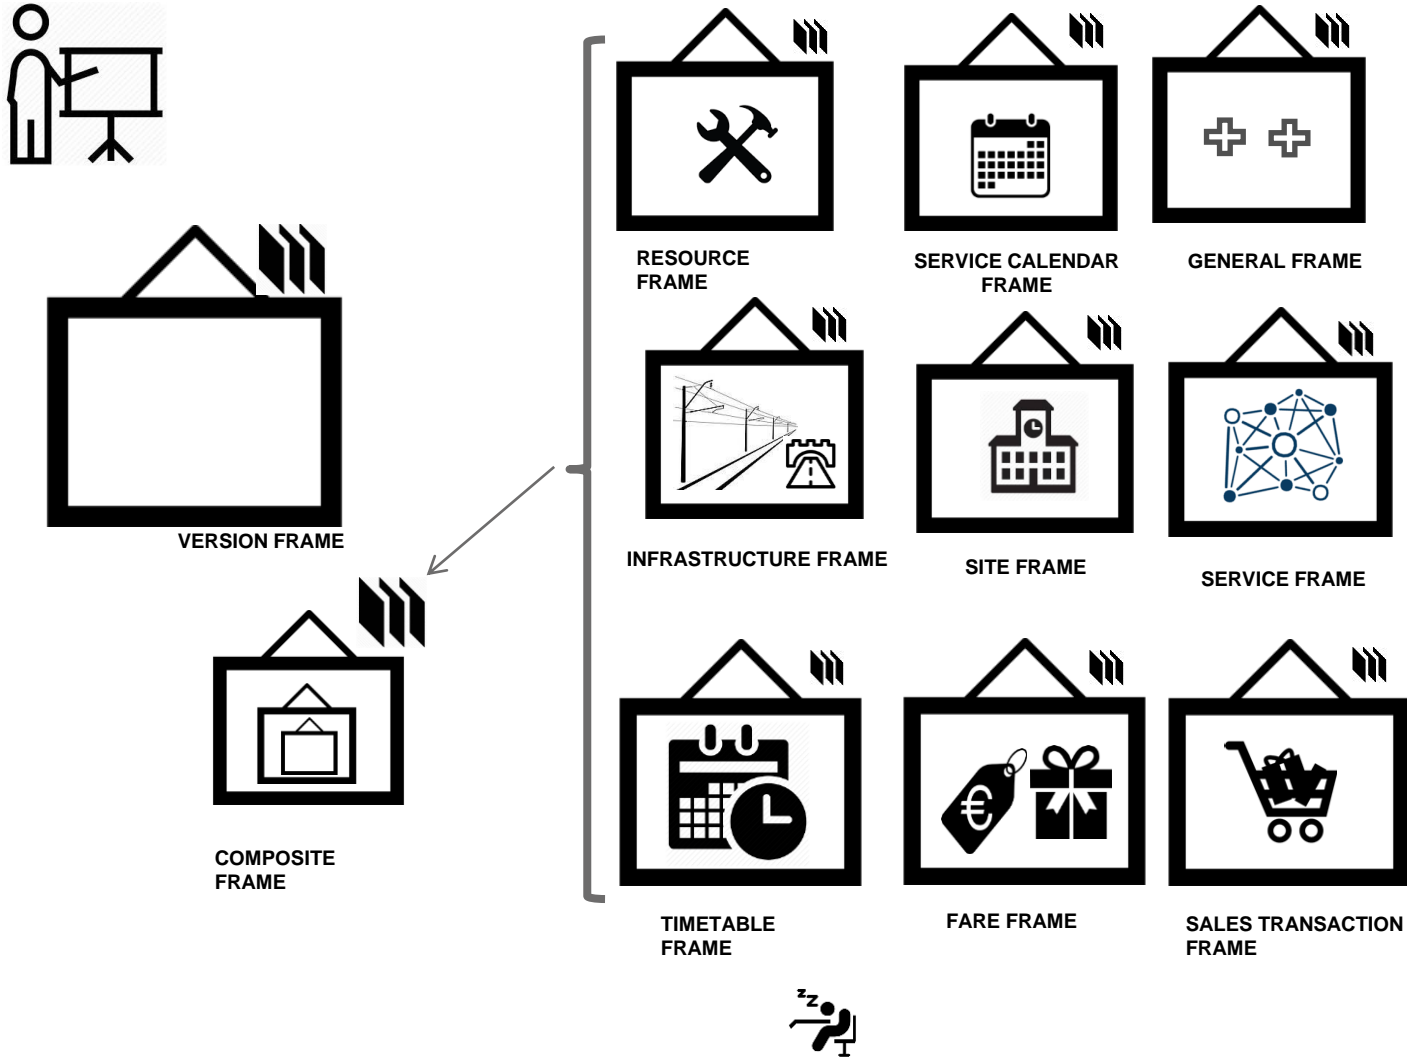 RESOURCE
FRAME
SERVICE CALENDAR
FRAME
GENERAL FRAME
VERSION FRAME
INFRASTRUCTURE FRAME
SITE FRAME
SERVICE FRAME
COMPOSITE
FRAME
€
TIMETABLE
FRAME
FARE FRAME
SALES TRANSACTION
FRAME
zZ